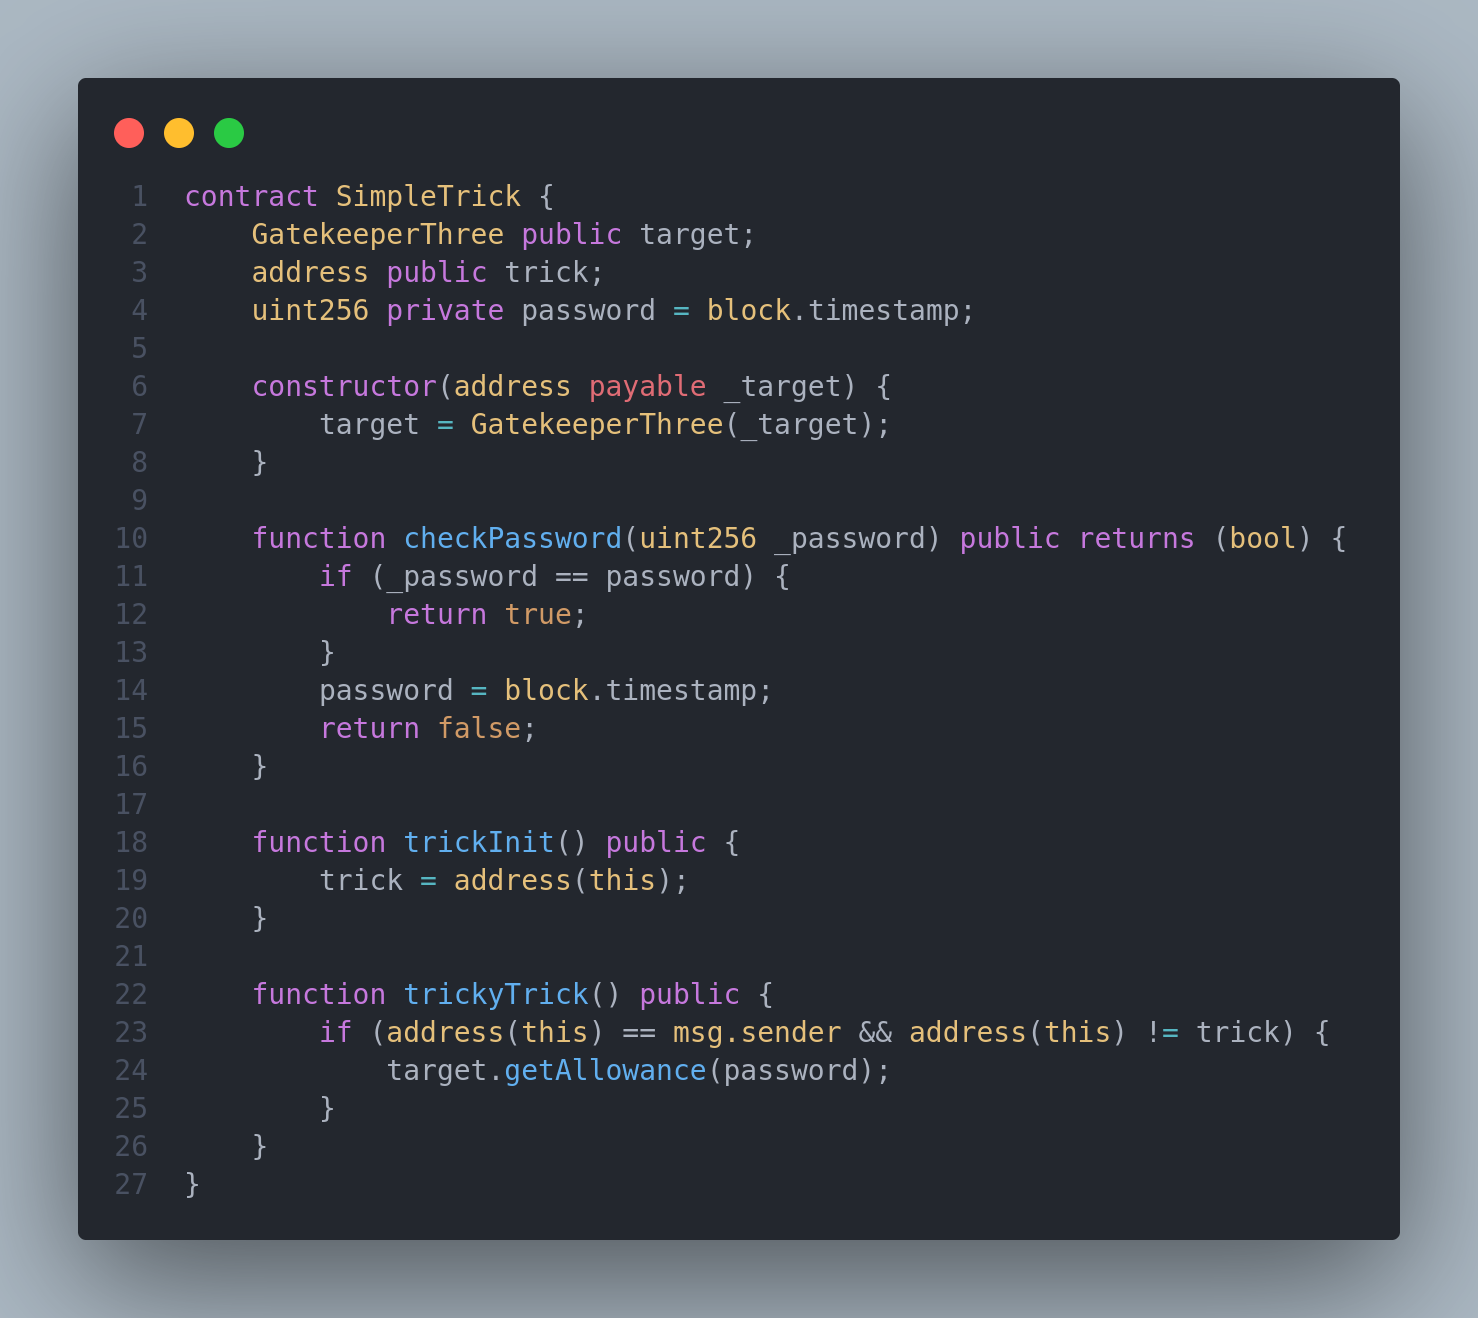 1 contract SimpleTrick {
2     GatekeeperThree public target;
3     address public trick;
4     uint256 private password = block.timestamp;
5
6     constructor(address payable _target) {
7         target = GatekeeperThree(_target);
8     }
9
10     function checkPassword(uint256 _password) public returns (bool) {
11         if (_password == password) {
12             return true;
13         }
14         password = block.timestamp;
15         return false;
16     }
17
18     function trickInit() public {
19         trick = address(this);
20     }
21
22     function trickyTrick() public {
23         if (address(this) == msg.sender && address(this) != trick) {
24             target.getAllowance(password);
25         }
26     }
27 }